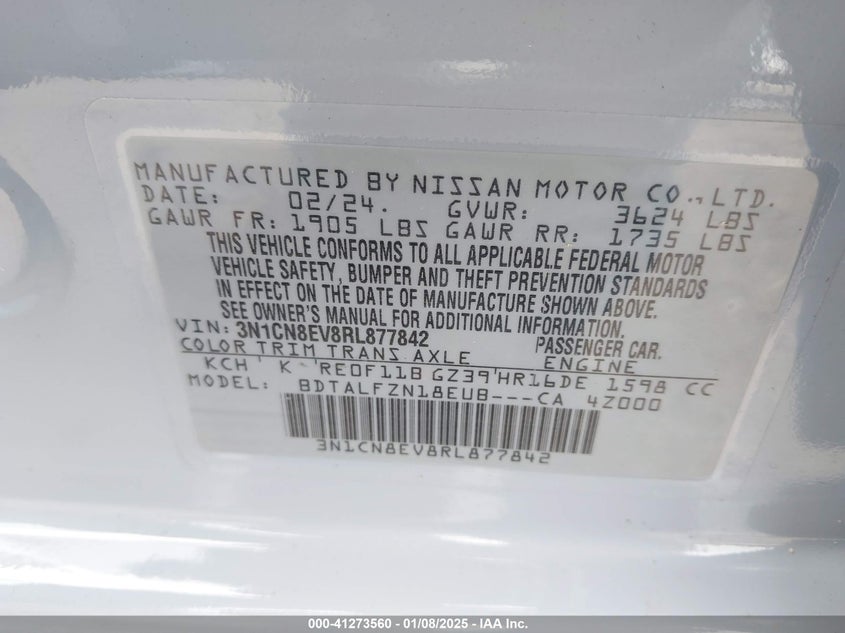 MANUFACTURED BY NISSAN MOTOR CO., LTD.
DATE: 02/24. GVWR: 3624 LBS
GAWR FR: 1905 LBS GAWR RR: 1735 LBS
THIS VEHICLE CONFORMS TO ALL APPLICABLE FEDERAL MOTOR
VEHICLE SAFETY, BUMPER AND THEFT PREVENTION STANDARDS
IN EFFECT ON THE DATE OF MANUFACTURE SHOWN ABOVE.
SEE OWNER'S MANUAL FOR ADDITIONAL INFORMATION.
VIN: 3N1CN8EV8RL877842 PASSENGER CAR.
COLOR TRIM TRANS AXLE ENGINE
KCH ' K 'RE0F11B GZ39'HR16DE 1598 CC
MODEL: BDTALFZN18EUB---CA 4Z000
3N1CN8EV8RL877842
000-41273560 - 01/08/2025 - IAA Inc.